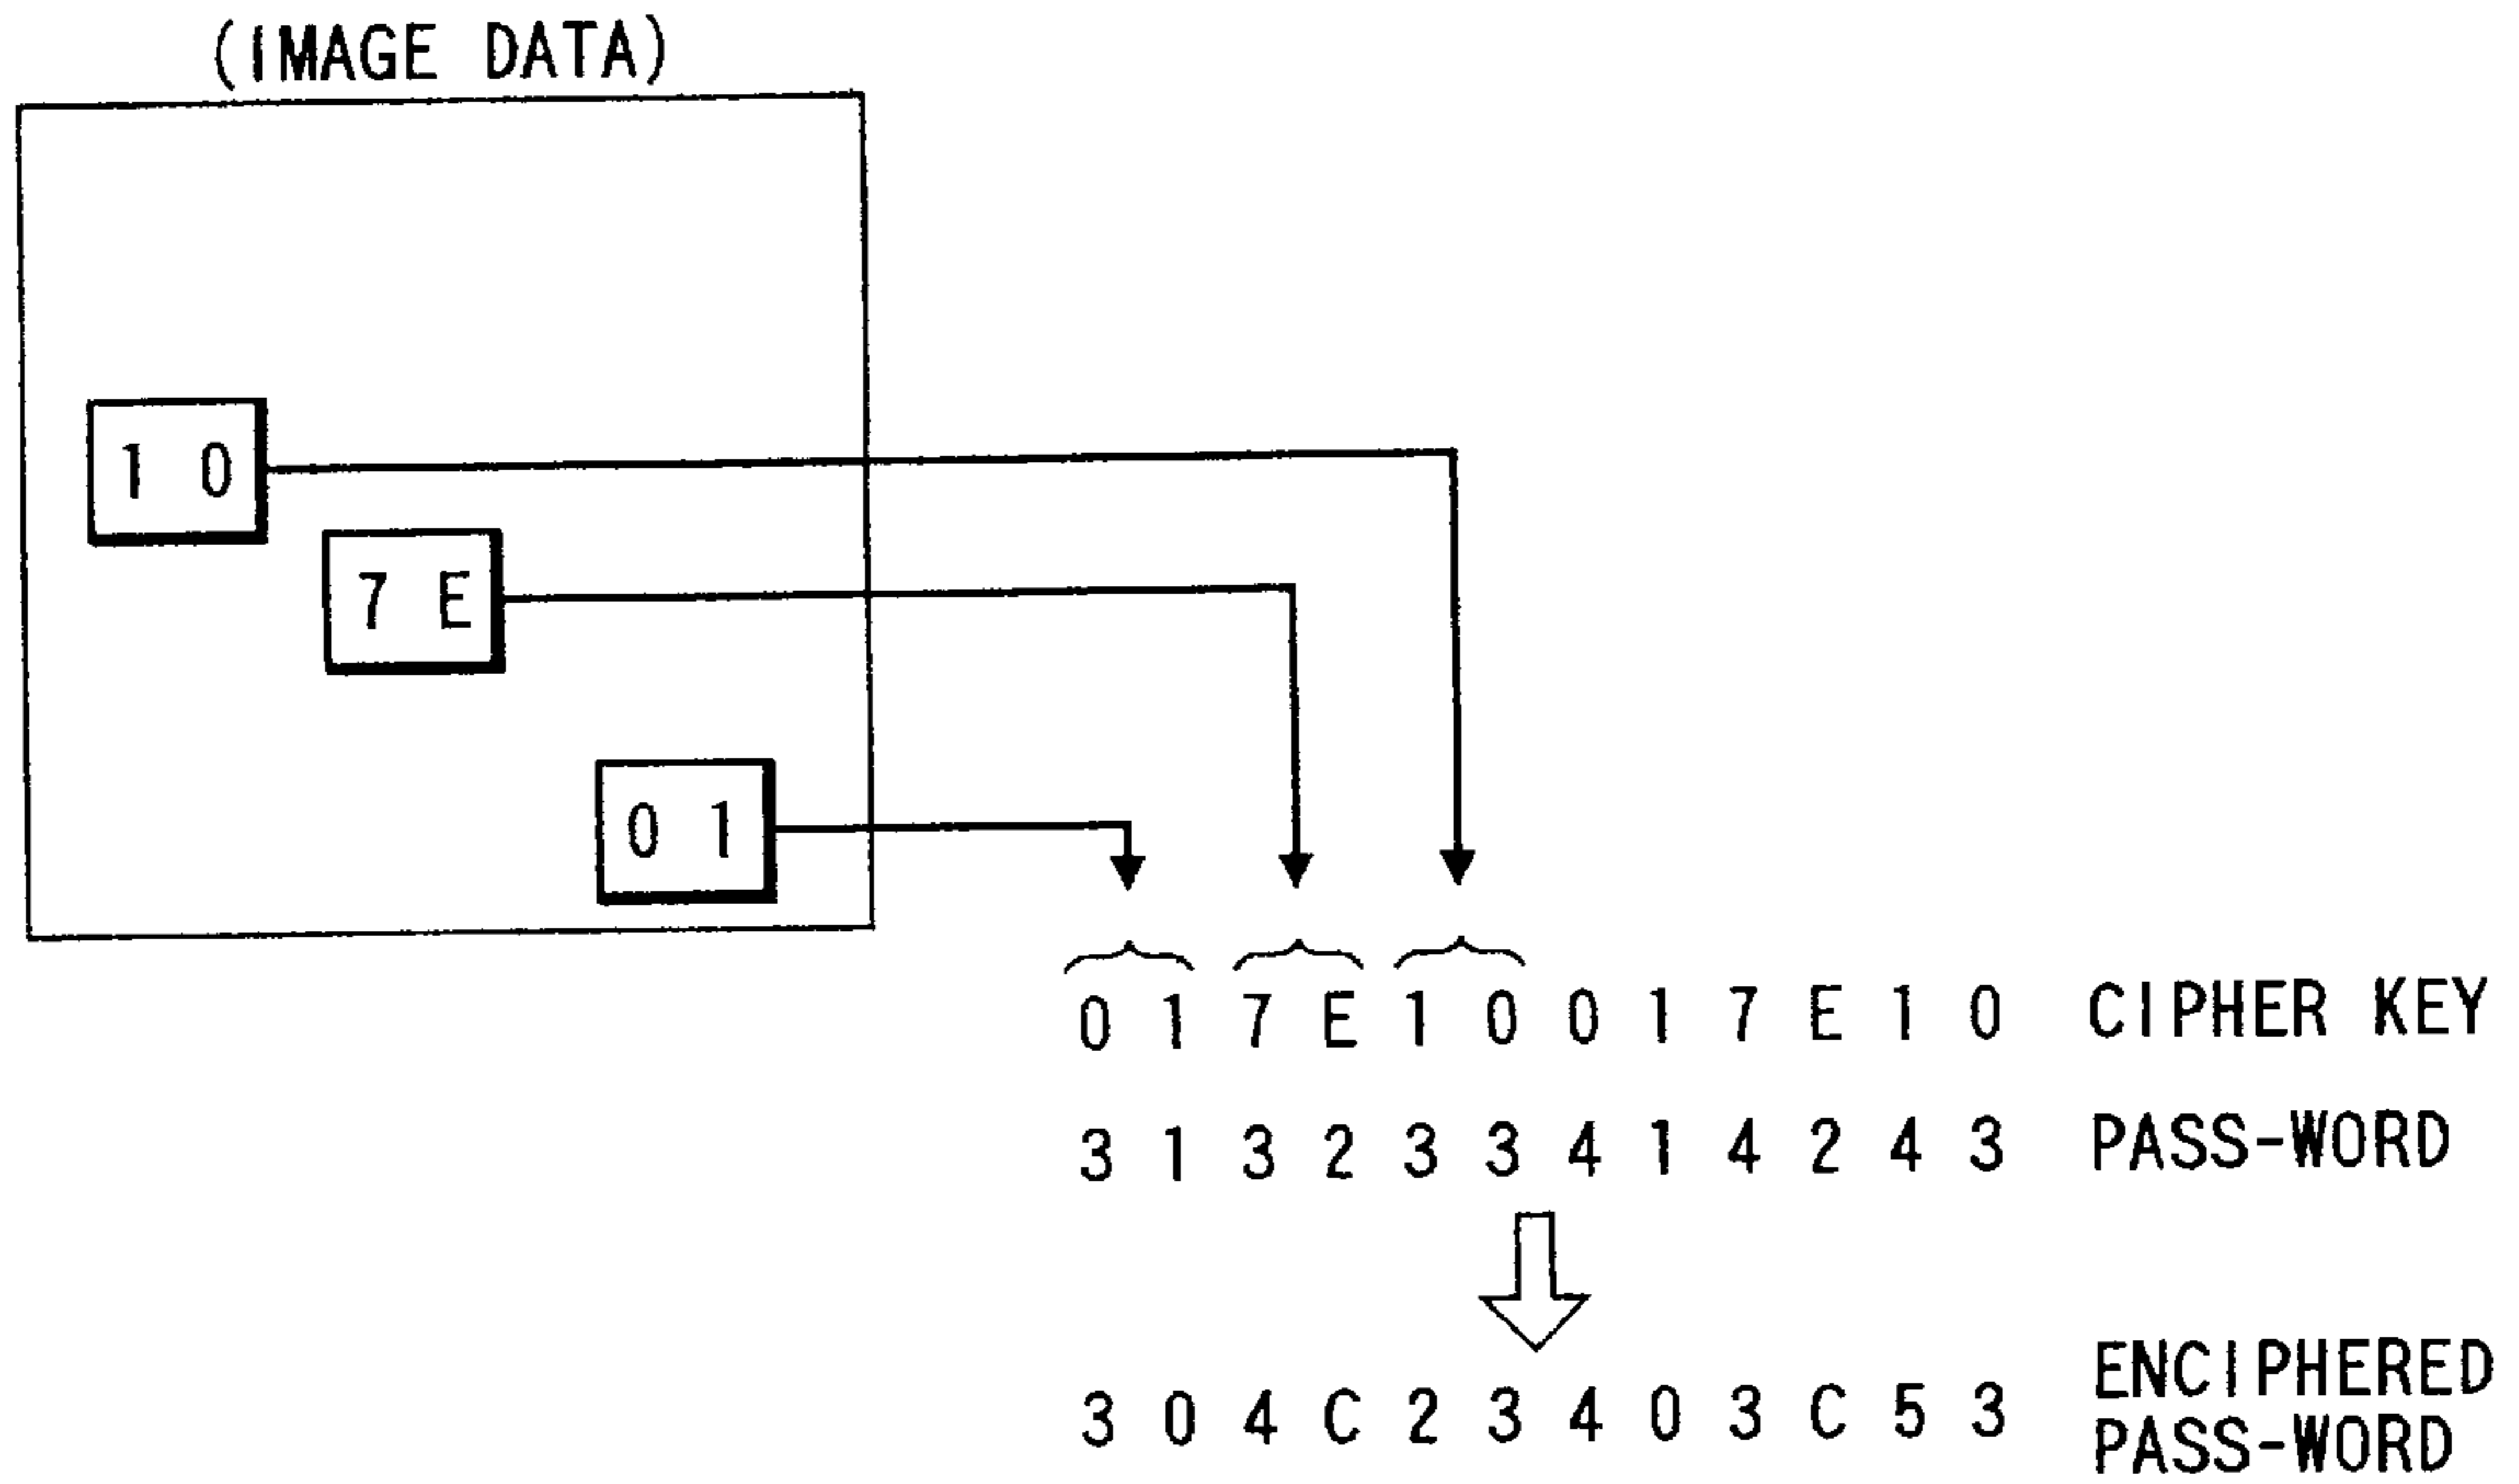 (IMAGE DATA)
1 0
7 E
0 1
0 1 7 E 1 0 0 1 7 E 1 0 CIPHER KEY
3 1 3 2 3 3 4 1 4 2 4 3 PASS-WORD
3 0 4 C 2 3 4 0 3 C 5 3 ENCIPHERED
PASS-WORD